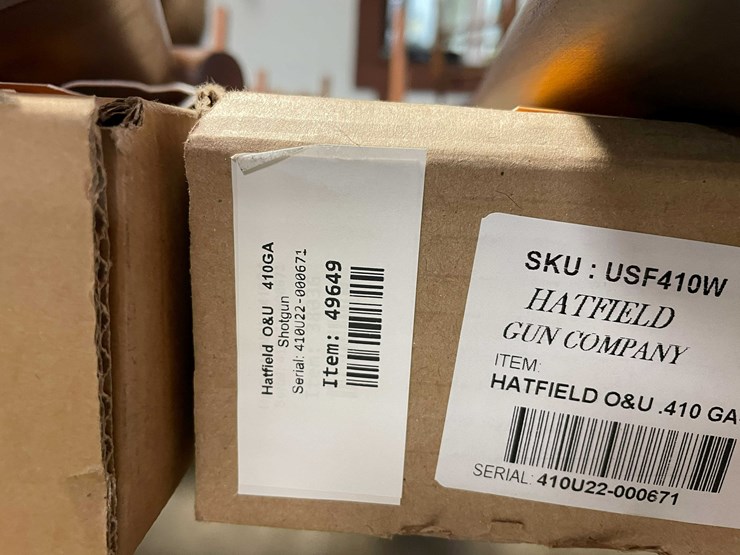 Hatfield O&U 410GA
Shotgun
Serial: 410U22-000671
Item: 49649
SKU : USF410W
HATFIELD
GUN COMPANY
ITEM:
HATFIELD O&U .410 GA
SERIAL: 410U22-000671